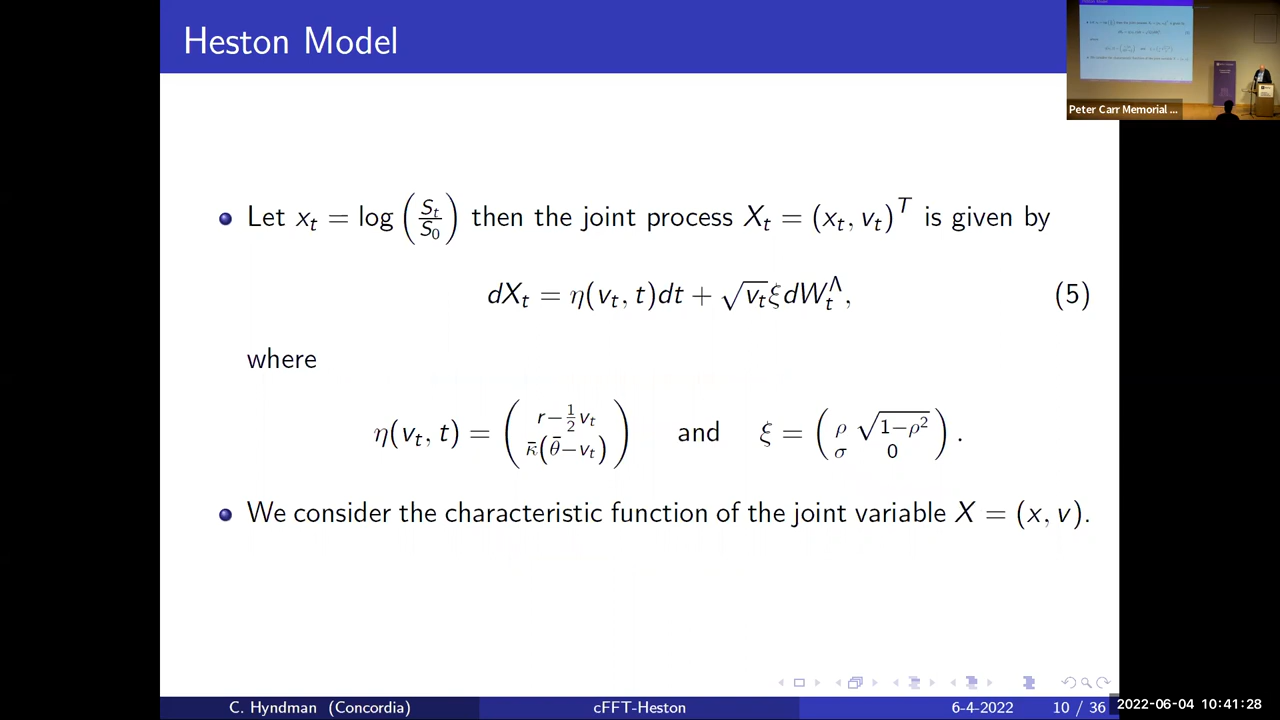 Heston Model
Peter Carr Memorial ...
Let x_t = log(S_t/S_0) then the joint process X_t = (x_t, v_t)^T is given by
dX_t = η(v_t, t)dt + √v_t ξdW_t^Λ, (5)
where
η(v_t, t) = ( r−½v_t ; κ̄(θ̄−v_t) ) and ξ = ( ρ √1−ρ² ; σ 0 ) .
We consider the characteristic function of the joint variable X = (x, v).
C. Hyndman (Concordia) cFFT-Heston 6-4-2022 10 / 36
2022-06-04 10:41:28